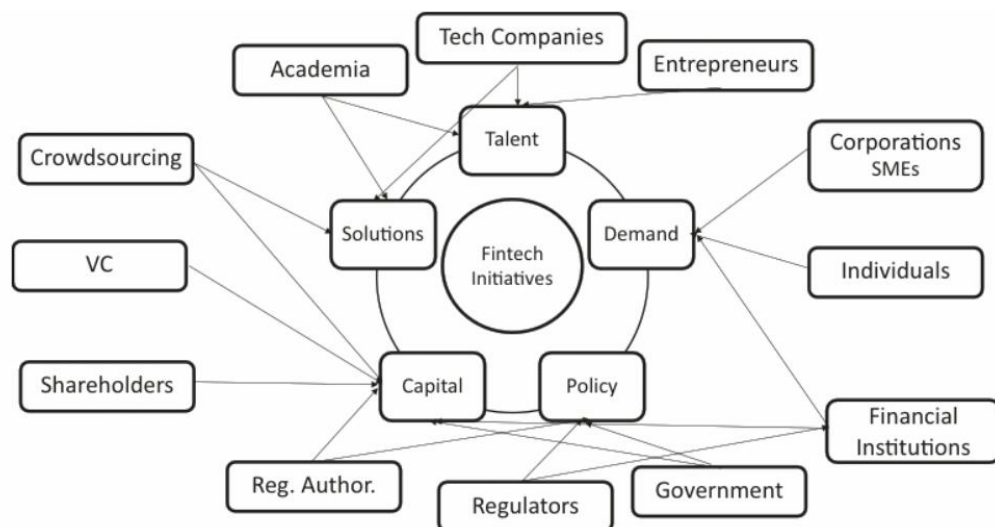 Tech Companies
Academia
Entrepreneurs
Talent
Crowdsourcing
Corporations
SMEs
Solutions
Fintech
Initiatives
Demand
VC
Individuals
Shareholders
Capital
Policy
Financial
Institutions
Reg. Author.
Regulators
Government